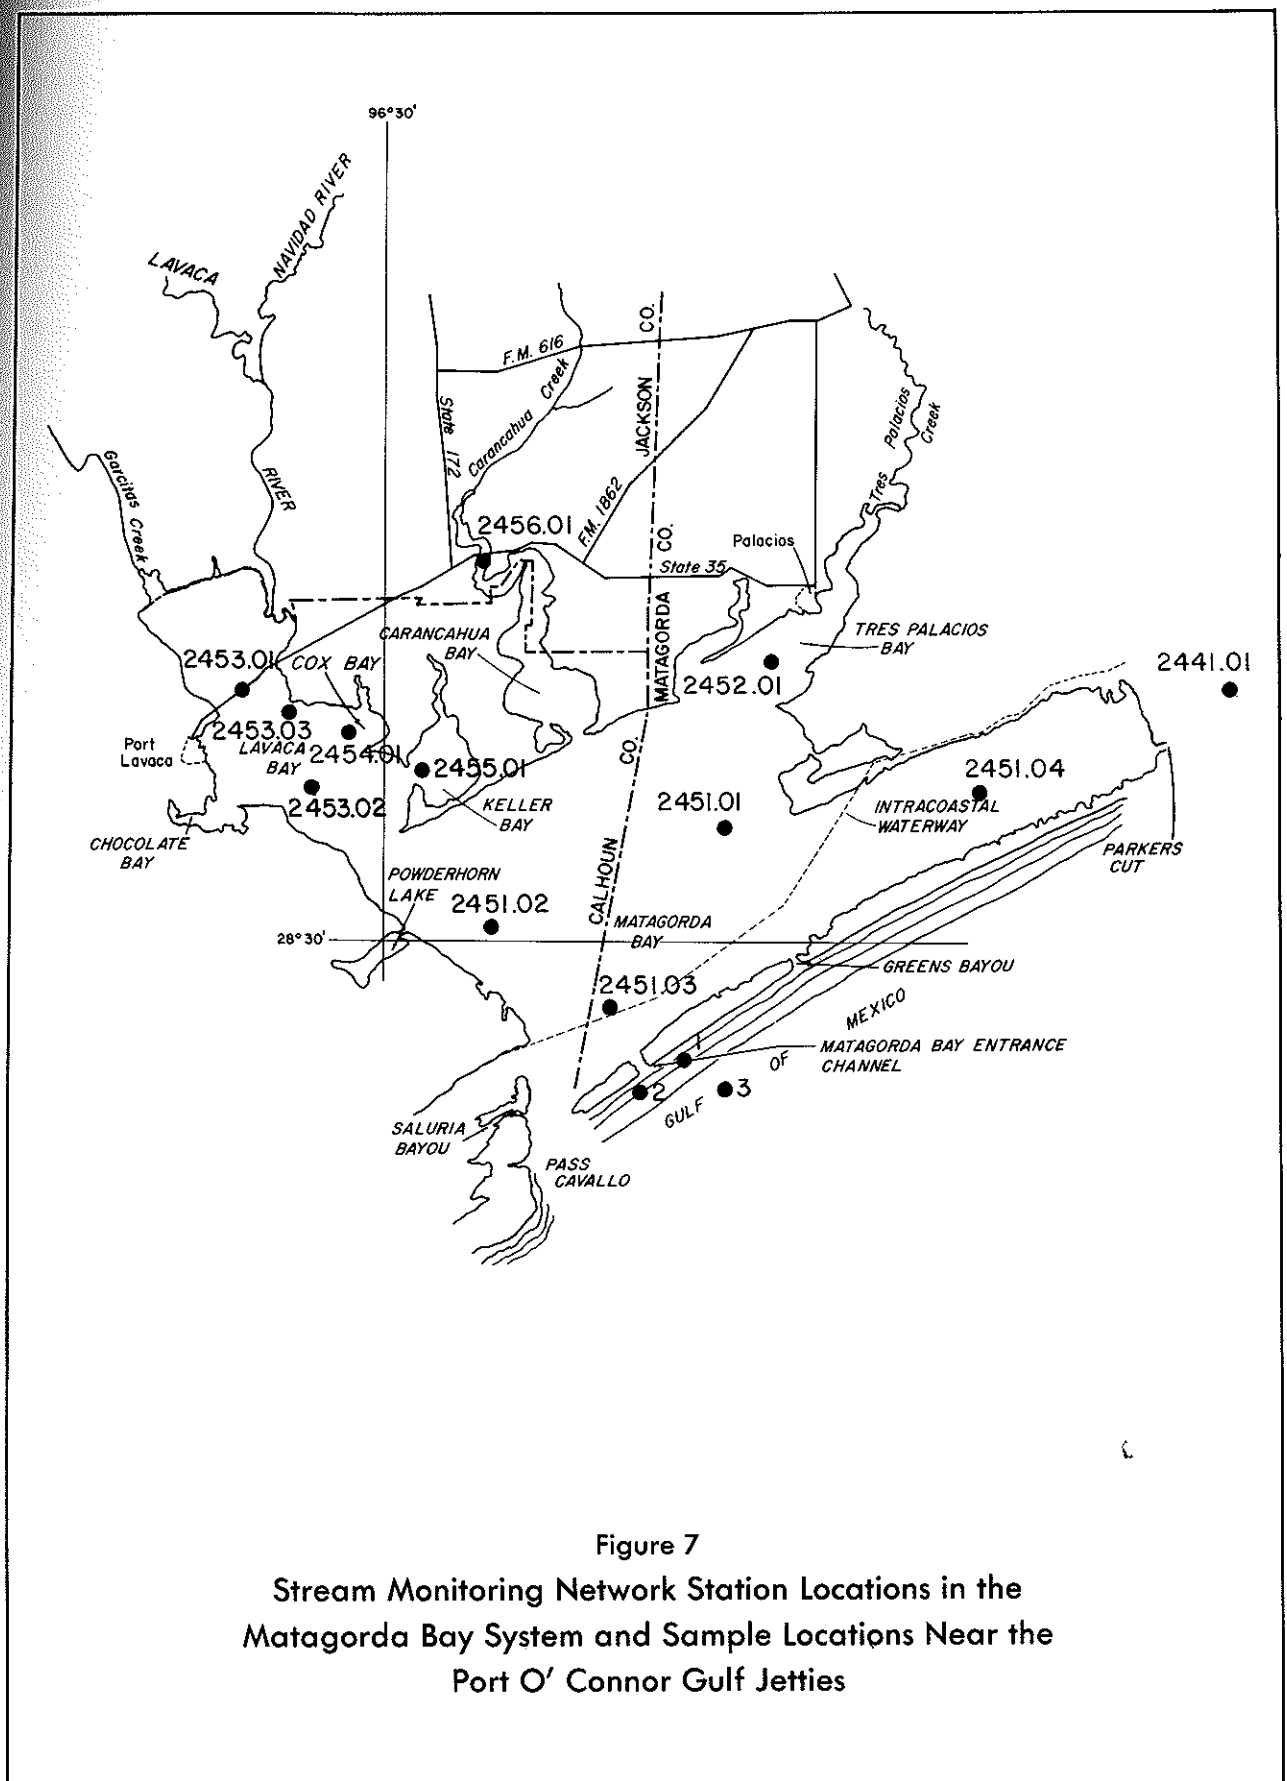 96°30'
NAVIDAD RIVER
LAVACA
F.M. 616
JACKSON CO.
State 172
Carancahua Creek
Tres Palacios Creek
Garcitas Creek
RIVER
F.M. 1862
2456.01
MATAGORDA CO.
Palacios
State 35
CARANCAHUA
BAY
TRES PALACIOS
BAY
2453.01
COX BAY
2452.01
2441.01
2453.03
Port
Lavaca
LAVACA
BAY
2454.01
2455.01
2451.04
2453.02
KELLER
BAY
2451.01
INTRACOASTAL
WATERWAY
CHOCOLATE
BAY
PARKERS
CUT
POWDERHORN
LAKE
2451.02
CALHOUN CO.
MATAGORDA
BAY
28°30'
GREENS BAYOU
2451.03
GULF OF MEXICO
1
MATAGORDA BAY ENTRANCE
CHANNEL
2
3
SALURIA
BAYOU
PASS
CAVALLO
Figure 7
Stream Monitoring Network Station Locations in the
Matagorda Bay System and Sample Locations Near the
Port O' Connor Gulf Jetties